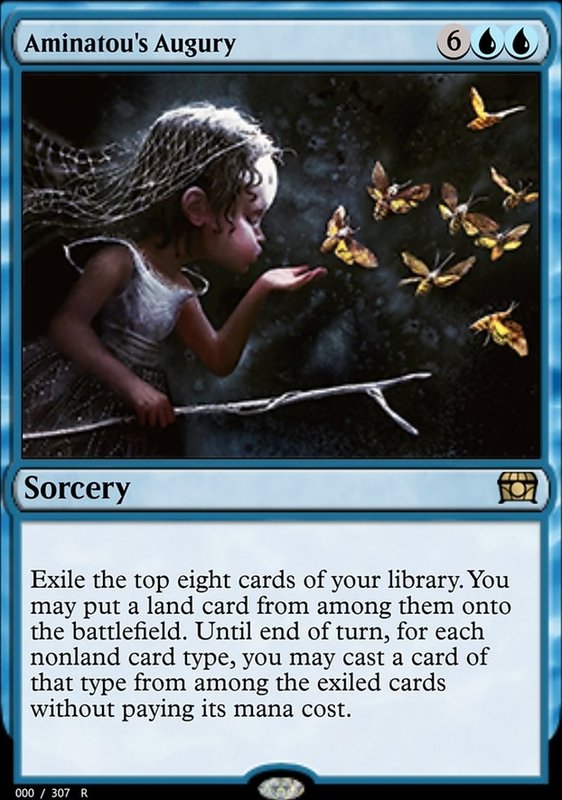 Aminatou's Augury 6
Sorcery
Exile the top eight cards of your library. You
may put a land card from among them onto
the battlefield. Until end of turn, for each
nonland card type, you may cast a card of
that type from among the exiled cards
without paying its mana cost.
000 / 307 R